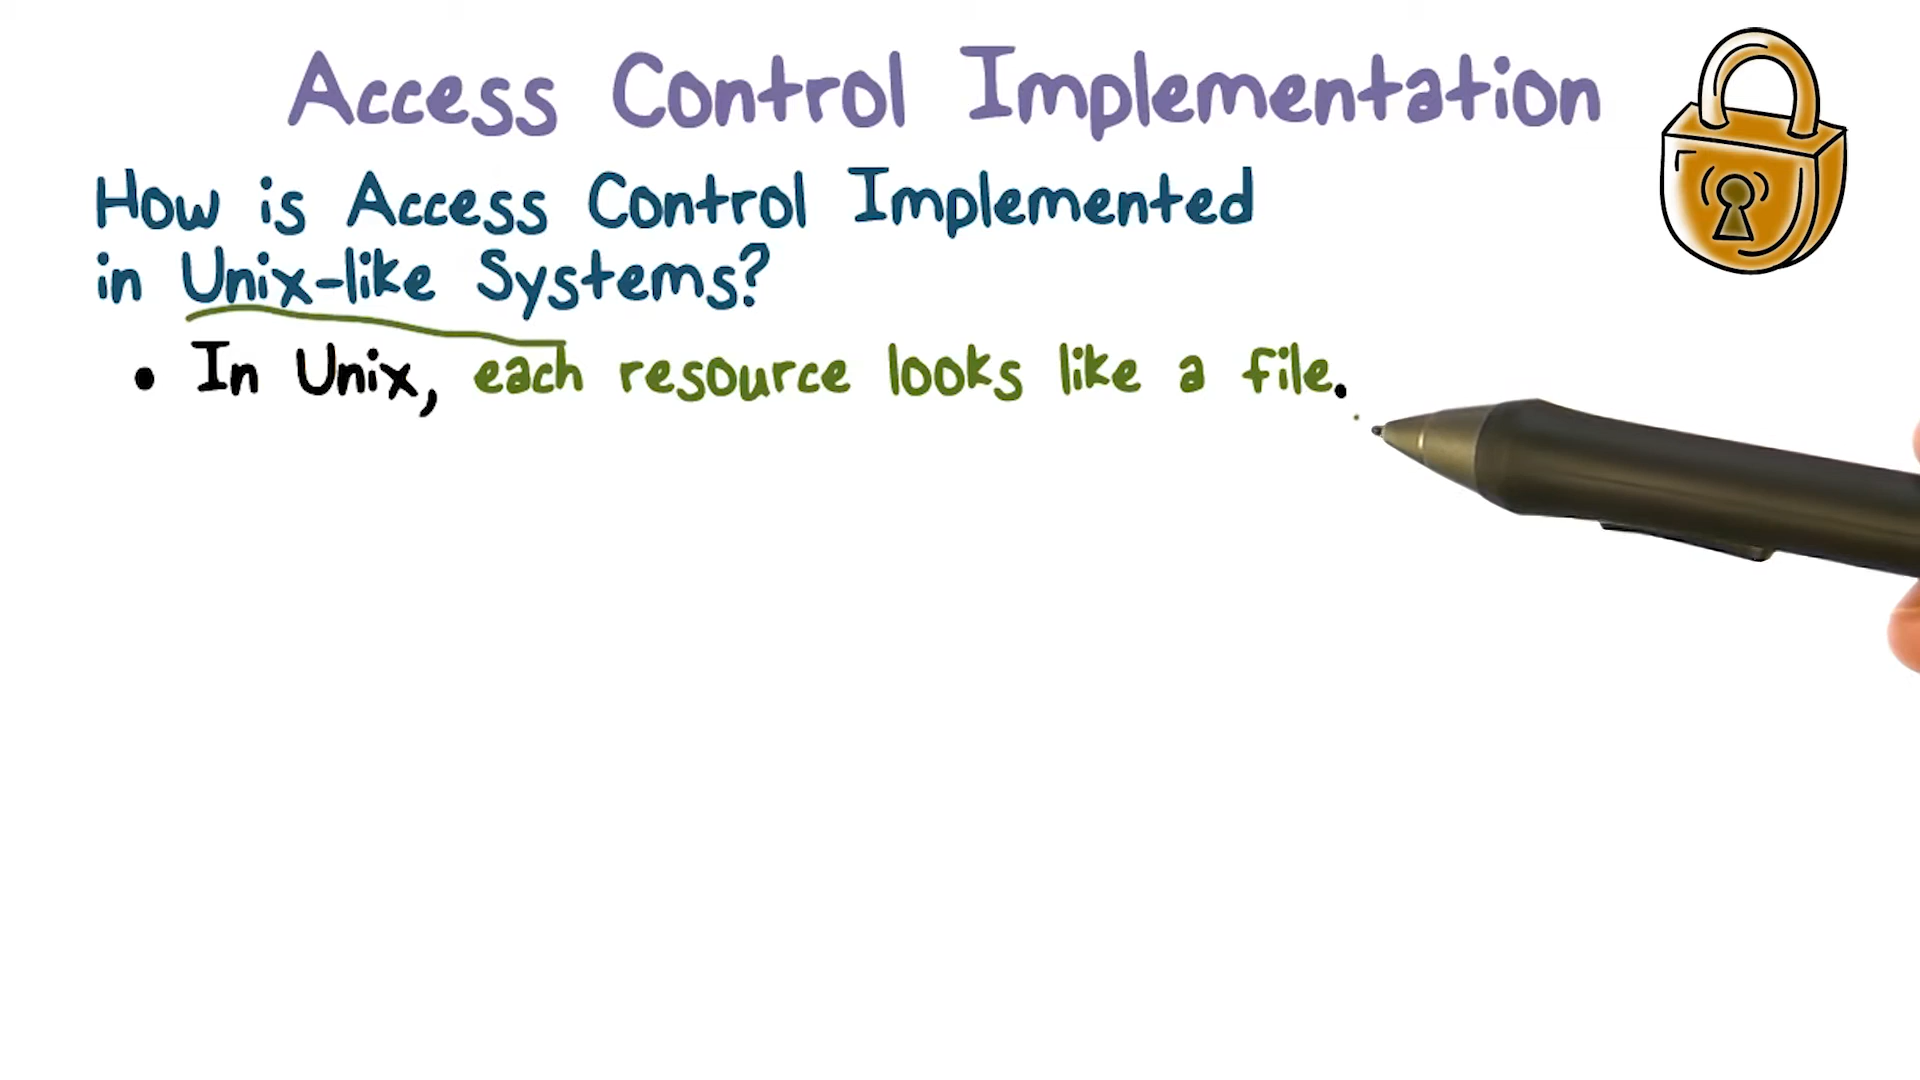 Access Control Implementation
How is Access Control Implemented
in Unix-like Systems?
• In Unix, each resource looks like a file.